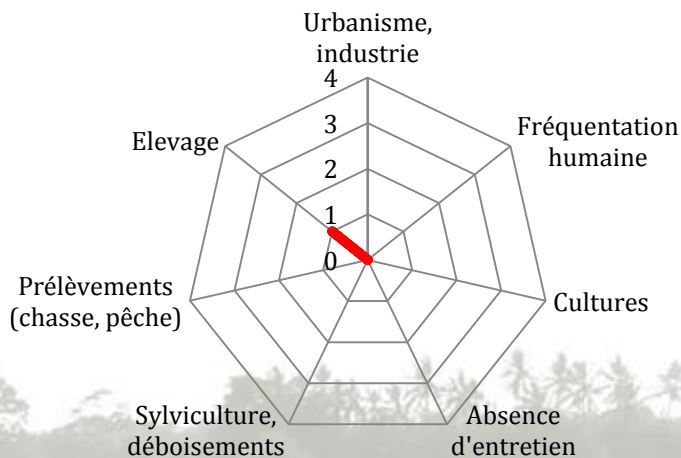 Urbanisme,
industrie
4
3
2
1
0
Fréquentation
humaine
Cultures
Absence
d'entretien
Sylviculture,
déboisements
Prélèvements
(chasse, pêche)
Elevage